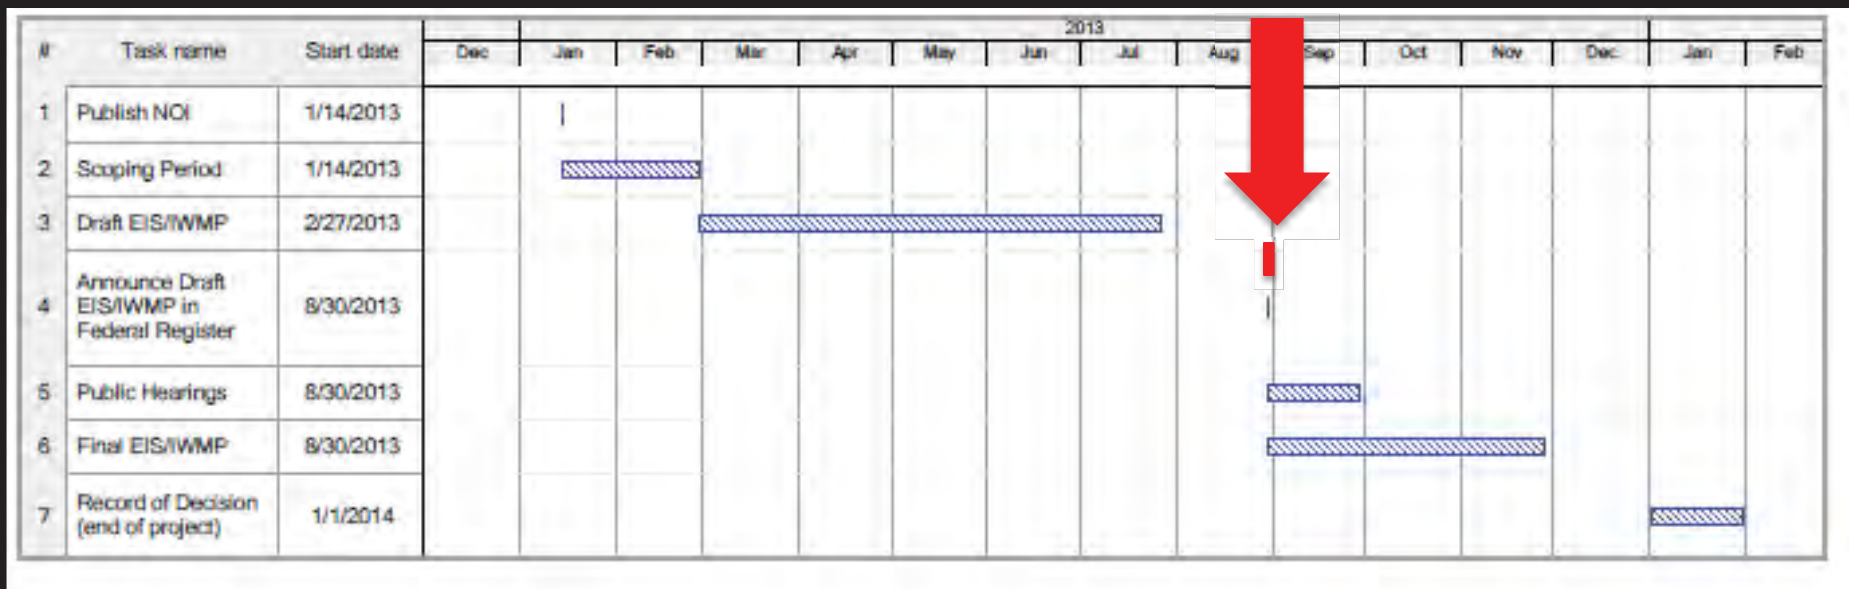 2013
# Task name Start date Dec Jan Feb Mar Apr May Jun Jul Aug Sep Oct Nov Dec Jan Feb
1 Publish NOI 1/14/2013
2 Scoping Period 1/14/2013
3 Draft EIS/IWMP 2/27/2013
Announce Draft
4 EIS/IWMP in 8/30/2013
Federal Register
5 Public Hearings 8/30/2013
6 Final EIS/IWMP 8/30/2013
7 Record of Decision 1/1/2014
(end of project)